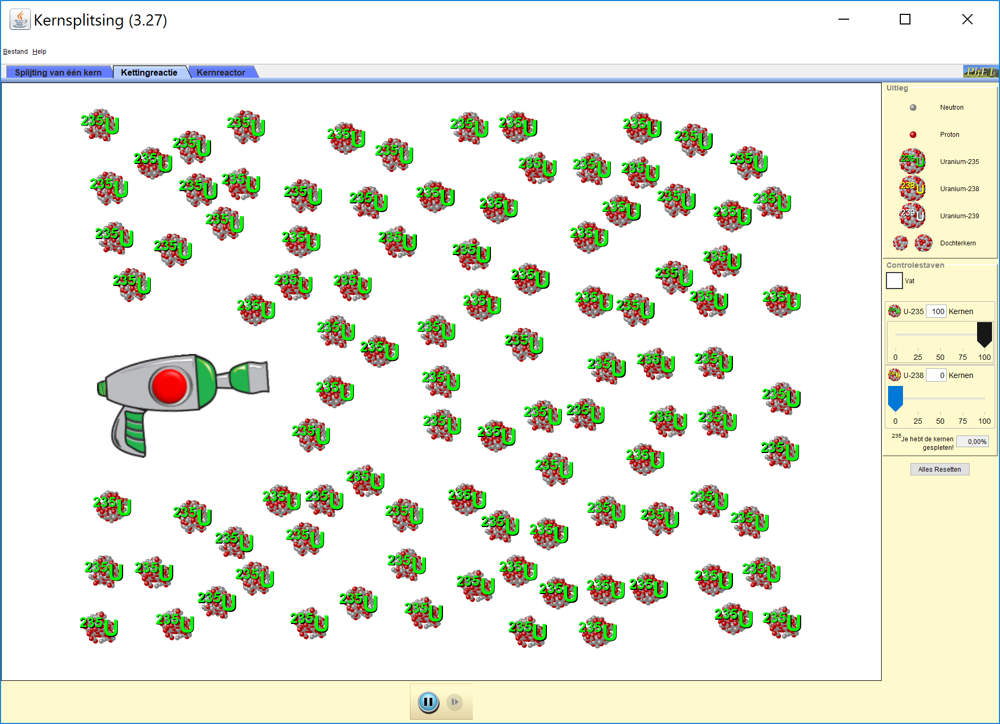 Kernsplitsing (3.27)
Bestand Help
Splijting van één kern Kettingreactie Kernreactor
PhET
235U 235U 235U 235U 235U 235U 235U 235U 235U 235U
235U 235U 235U 235U 235U 235U 235U 235U 235U 235U
235U 235U 235U 235U 235U 235U 235U 235U 235U 235U
235U 235U 235U 235U 235U 235U 235U 235U 235U 235U
235U 235U 235U 235U 235U 235U 235U 235U 235U 235U
235U 235U 235U 235U 235U 235U 235U 235U 235U 235U
235U 235U 235U 235U 235U 235U 235U 235U 235U 235U
235U 235U 235U 235U 235U 235U 235U 235U 235U 235U
235U 235U 235U 235U 235U 235U 235U 235U 235U 235U
235U 235U 235U 235U 235U 235U 235U 235U 235U 235U
Uitleg
Neutron
Proton
235U Uranium-235
238U Uranium-238
239U Uranium-239
Dochterkern
Controlestaven
Vat
U-235 100 Kernen
0 25 50 75 100
U-238 0 Kernen
0 25 50 75 100
235Je hebt de kernen
gespleten! 0,00%
Alles Resetten